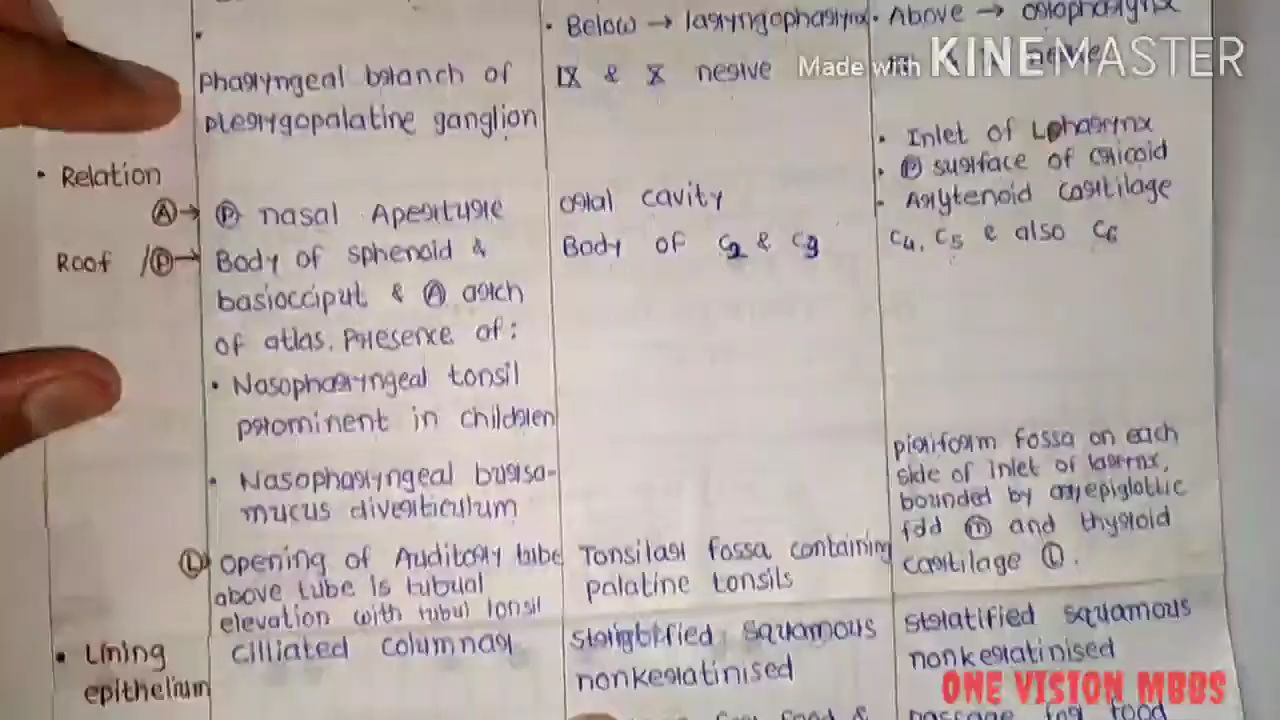 • Below → laryngopharynx
• Above → oropharynx
Made with KINEMASTER
Pharyngeal branch of
pterygopalatine ganglion
IX & X nerve
• Relation
Ⓐ→
Ⓟ nasal Aperture
Roof /Ⓟ→
Body of sphenoid &
basiocciput & Ⓐ arch
of atlas. Presence of:
• Nasopharyngeal tonsil
prominent in children
• Nasopharyngeal bursa-
mucus diverticulum
Ⓛ opening of Auditory tube
above tube is tubual
elevation with tubul tonsil
oral cavity
Body of C2 & C3
Tonsilar fossa containing
palatine tonsils
• Inlet of
• Ⓟ surface of cricoid
• Arytenoid cartilage
C4, C5 e also C6
piriform fossa on each
side of inlet of
bounded by aryepiglottic
fold ⓜ and thyroid
cartilage Ⓛ.
• Lining
epithelium
cilliated columnar
squamous
nonkeratinised
stratified squamous
nonkeratinised
food &
passage for food
ONE VISION MBBS